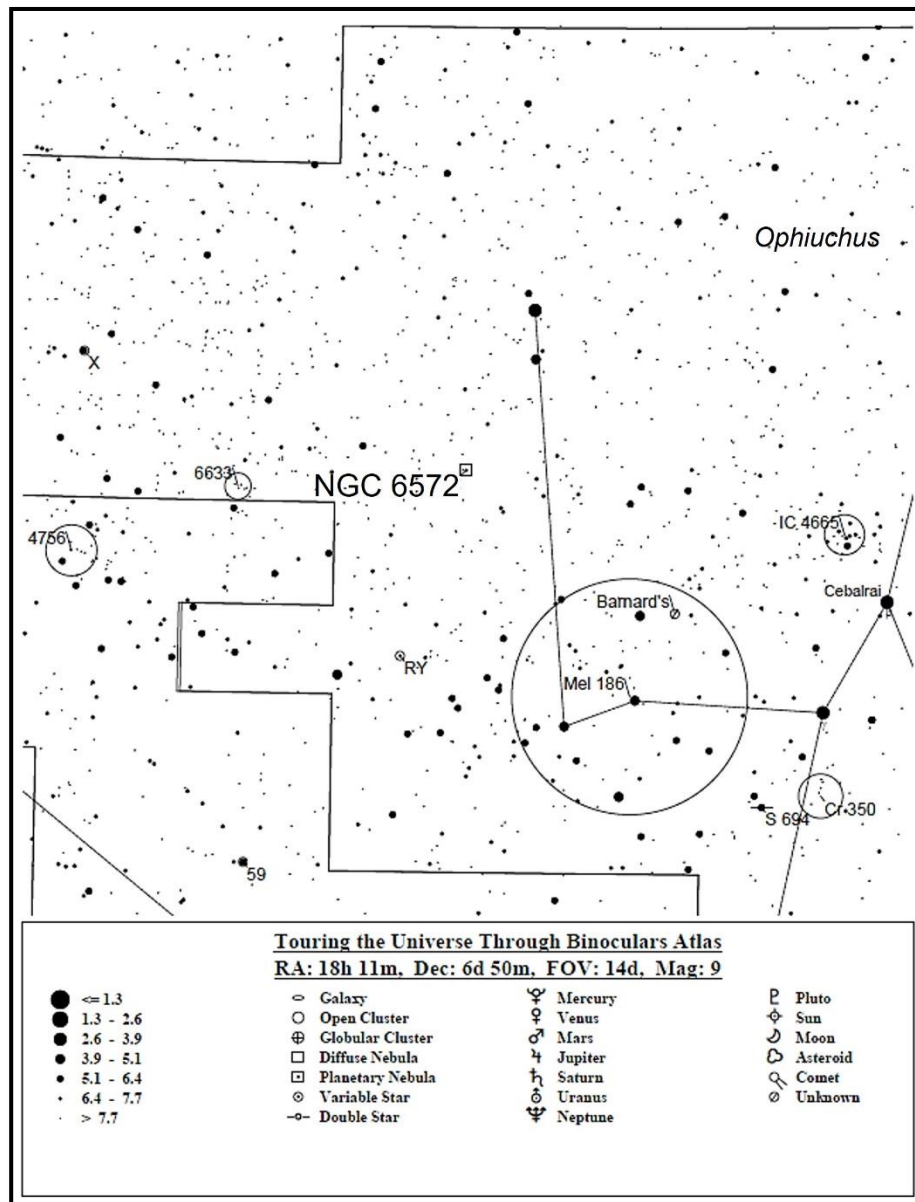 Ophiuchus
X
6633
NGC 6572
4756
IC 4665
Cebalrai
Barnard's
RY
Mel 186
S 694
Cr 350
59
Touring the Universe Through Binoculars Atlas
RA: 18h 11m, Dec: 6d 50m, FOV: 14d, Mag: 9
<= 1.3
1.3 - 2.6
2.6 - 3.9
3.9 - 5.1
5.1 - 6.4
6.4 - 7.7
> 7.7
Galaxy
Open Cluster
Globular Cluster
Diffuse Nebula
Planetary Nebula
Variable Star
Double Star
Mercury
Venus
Mars
Jupiter
Saturn
Uranus
Neptune
Pluto
Sun
Moon
Asteroid
Comet
Unknown